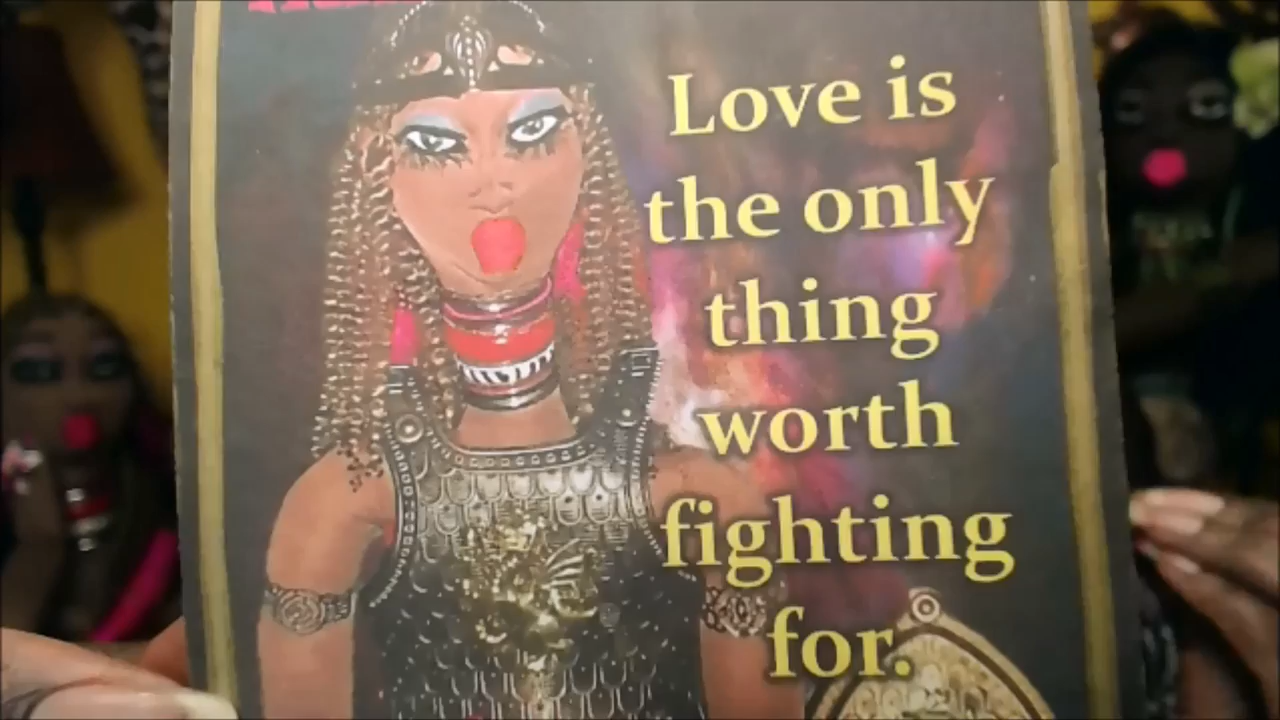 Love is
the only
thing
worth
fighting
for.